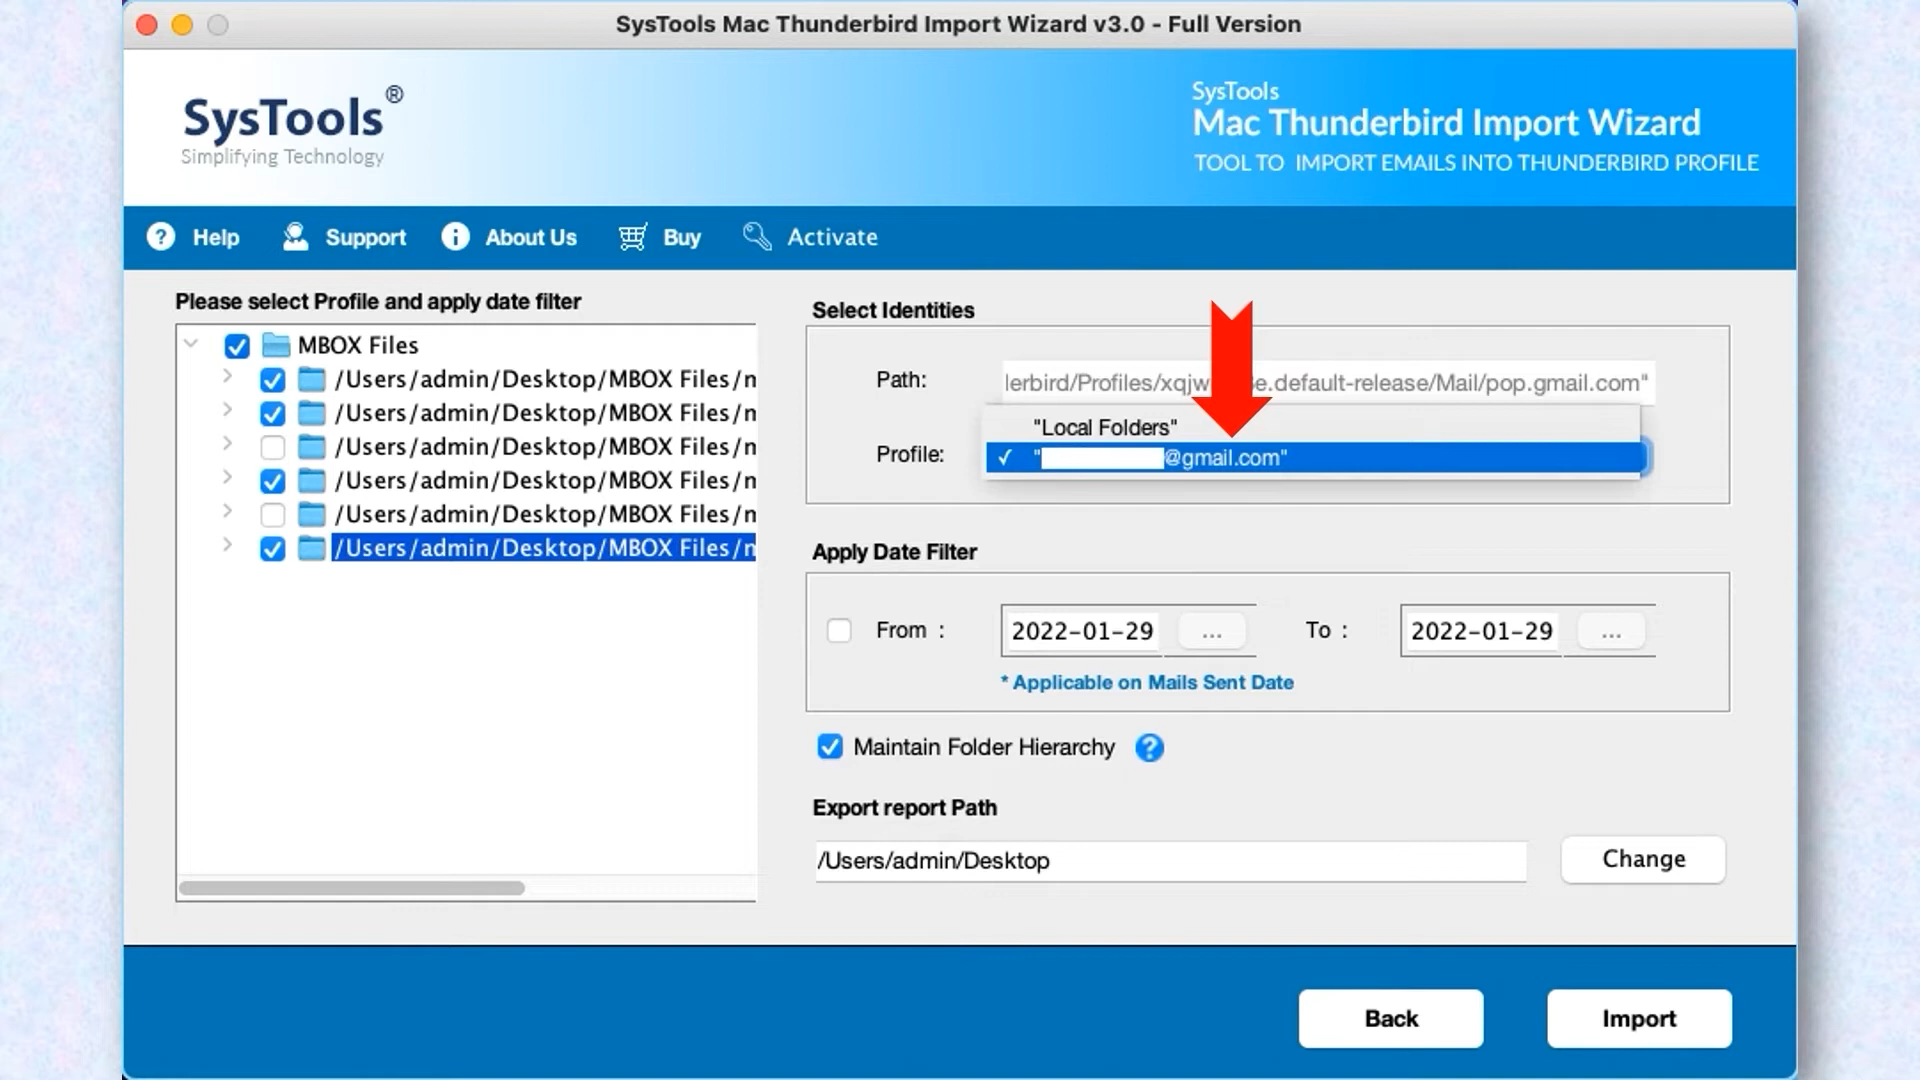 SysTools Mac Thunderbird Import Wizard v3.0 - Full Version
SysTools®
Simplifying Technology
SysTools
Mac Thunderbird Import Wizard
TOOL TO IMPORT EMAILS INTO THUNDERBIRD PROFILE
? Help Support i About Us Buy Activate
Please select Profile and apply date filter
MBOX Files
/Users/admin/Desktop/MBOX Files/
/Users/admin/Desktop/MBOX Files/
/Users/admin/Desktop/MBOX Files/
/Users/admin/Desktop/MBOX Files/
/Users/admin/Desktop/MBOX Files/
/Users/admin/Desktop/MBOX Files/
Select Identities
Path: lerbird/Profiles/xqjw e.default-release/Mail/pop.gmail.com"
"Local Folders"
Profile: ✓ " @gmail.com"
Apply Date Filter
From : 2022-01-29 ... To : 2022-01-29 ...
* Applicable on Mails Sent Date
Maintain Folder Hierarchy ?
Export report Path
/Users/admin/Desktop Change
Back Import